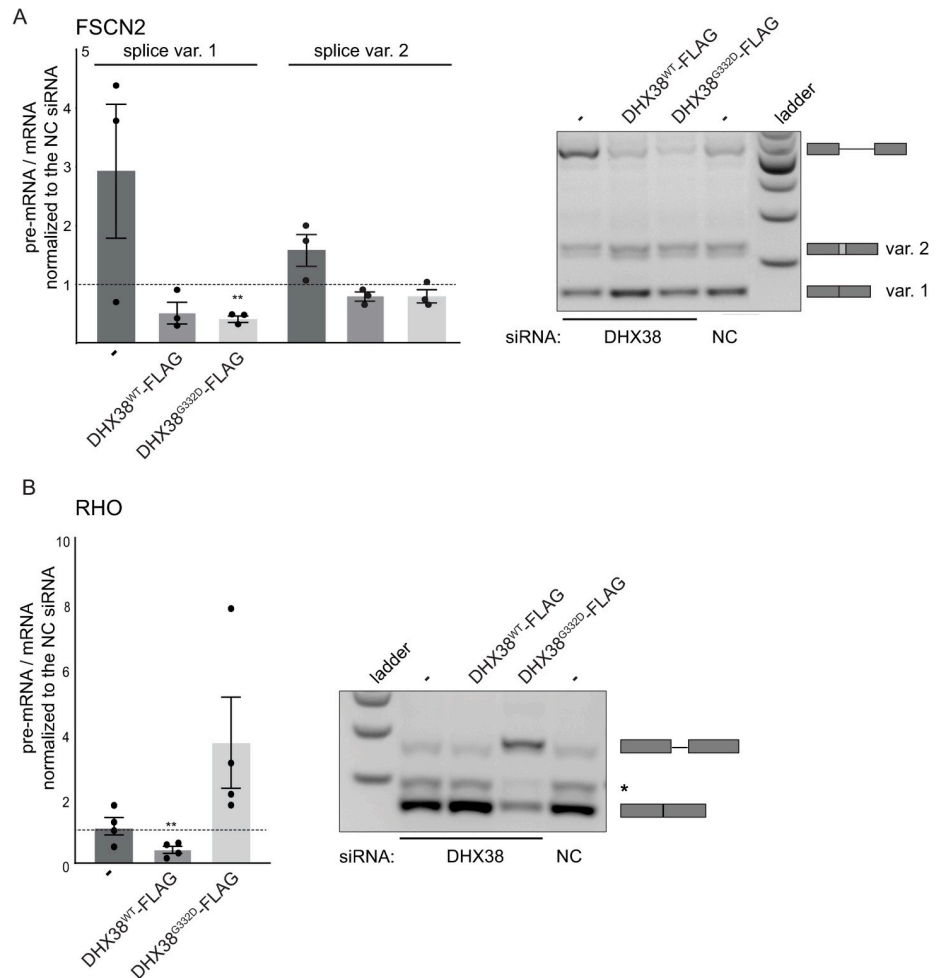 A
FSCN2
splice var. 1
splice var. 2
pre-mRNA / mRNA
normalized to the NC siRNA
5
4
3
2
1
**
-
DHX38WT-FLAG
DHX38G332D-FLAG
-
DHX38WT-FLAG
DHX38G332D-FLAG
-
ladder
var. 2
var. 1
siRNA:
DHX38
NC
B
RHO
pre-mRNA / mRNA
normalized to the NC siRNA
10
8
6
4
2
0
**
-
DHX38WT-FLAG
DHX38G332D-FLAG
ladder
-
DHX38WT-FLAG
DHX38G332D-FLAG
-
*
siRNA:
DHX38
NC